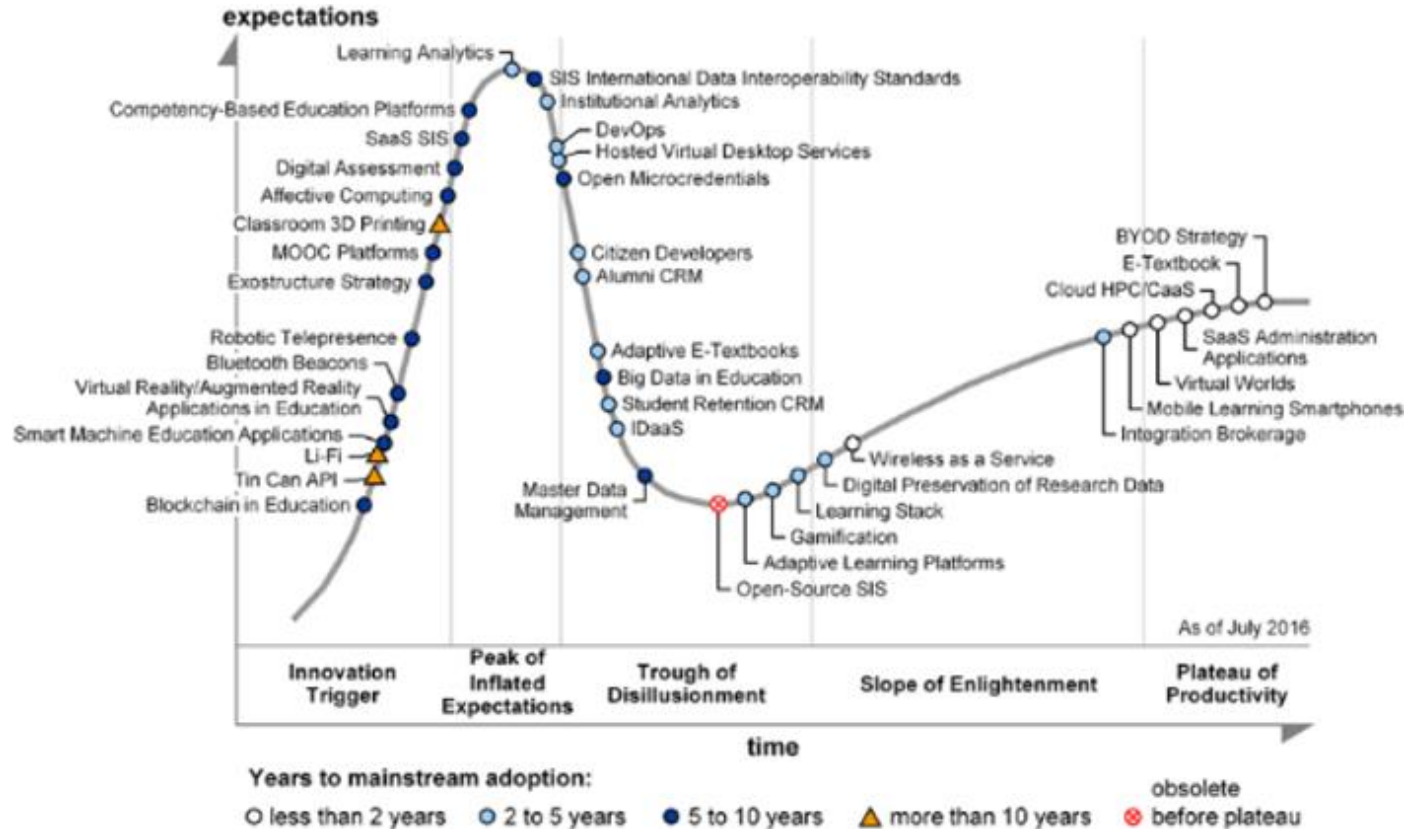 expectations
Learning Analytics
SIS International Data Interoperability Standards
Competency-Based Education Platforms
Institutional Analytics
SaaS SIS
DevOps
Hosted Virtual Desktop Services
Digital Assessment
Open Microcredentials
Affective Computing
Classroom 3D Printing
MOOC Platforms
Citizen Developers
Exostructure Strategy
Alumni CRM
BYOD Strategy
E-Textbook
Cloud HPC/CaaS
Robotic Telepresence
Adaptive E-Textbooks
SaaS Administration
Applications
Bluetooth Beacons
Big Data in Education
Virtual Worlds
Virtual Reality/Augmented Reality
Applications in Education
Student Retention CRM
Mobile Learning Smartphones
Smart Machine Education Applications
IDaaS
Integration Brokerage
Li-Fi
Wireless as a Service
Tin Can API
Master Data
Management
Digital Preservation of Research Data
Blockchain in Education
Learning Stack
Gamification
Adaptive Learning Platforms
Open-Source SIS
As of July 2016
Innovation
Trigger
Peak of
Inflated
Expectations
Trough of
Disillusionment
Slope of Enlightenment
Plateau of
Productivity
time
Years to mainstream adoption:
less than 2 years
2 to 5 years
5 to 10 years
more than 10 years
obsolete
before plateau